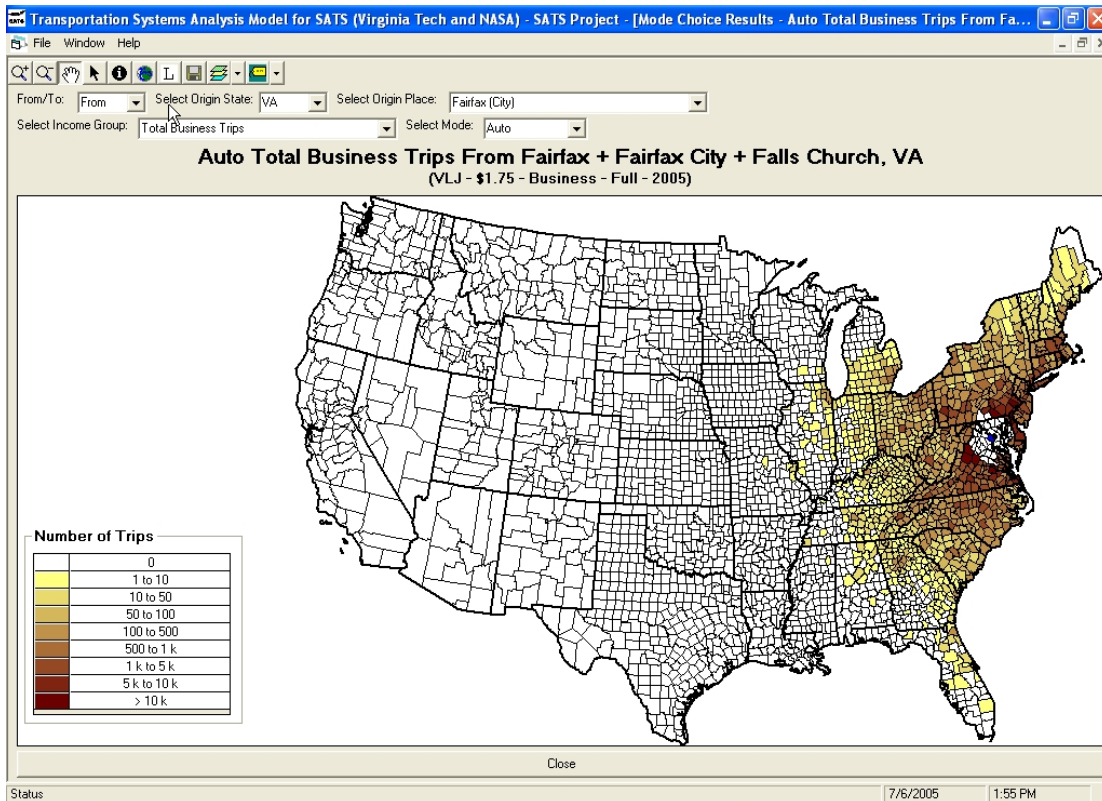 SATS Transportation Systems Analysis Model for SATS (Virginia Tech and NASA) - SATS Project - [Mode Choice Results - Auto Total Business Trips From Fa...
File Window Help
L
From/To: From Select Origin State: VA Select Origin Place: Fairfax (City)
Select Income Group: Total Business Trips Select Mode: Auto
Auto Total Business Trips From Fairfax + Fairfax City + Falls Church, VA
(VLJ - $1.75 - Business - Full - 2005)
Number of Trips
0
1 to 10
10 to 50
50 to 100
100 to 500
500 to 1 k
1 k to 5 k
5 k to 10 k
> 10 k
Close
Status 7/6/2005 1:55 PM